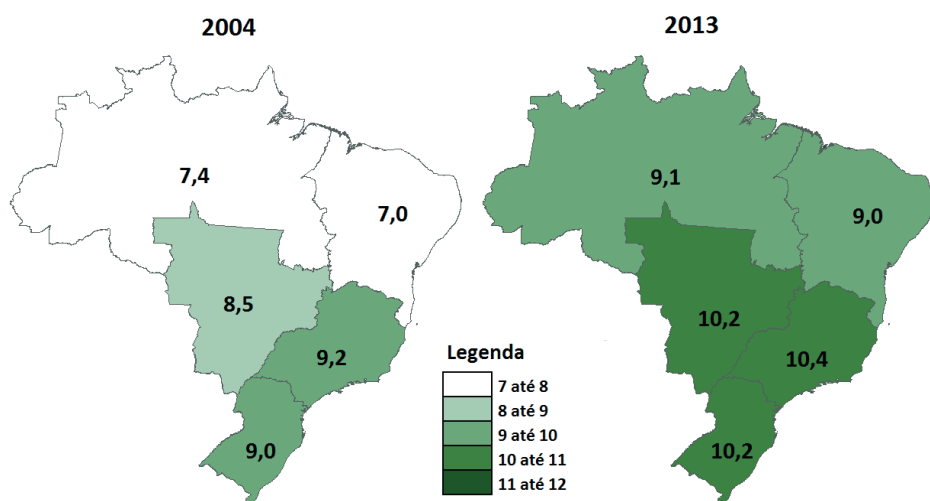 2004
7,4
7,0
8,5
9,2
9,0
2013
9,1
9,0
10,2
10,4
10,2
Legenda
7 até 8
8 até 9
9 até 10
10 até 11
11 até 12